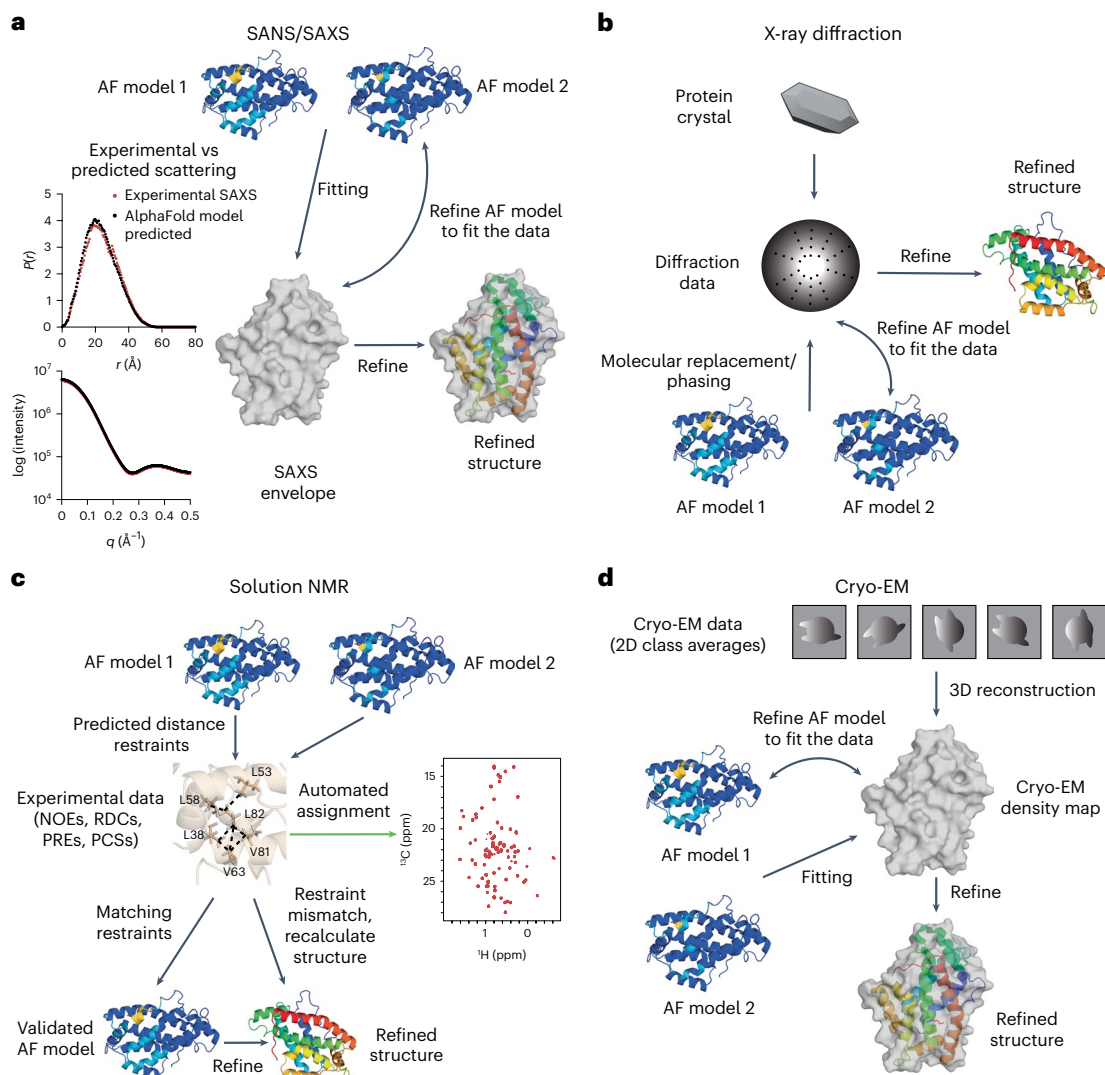 a
SANS/SAXS
AF model 1
AF model 2
Experimental vs
predicted scattering
Experimental SAXS
AlphaFold model
predicted
5
4
3
2
1
0
P(r)
0
20
40
60
80
r (Å)
Fitting
Refine AF model
to fit the data
Refine
10⁷
10⁶
10⁵
10⁴
log (intensity)
0
0.1
0.2
0.3
0.4
0.5
q (Å⁻¹)
SAXS
envelope
Refined
structure
b
X-ray diffraction
Protein
crystal
Diffraction
data
Refine
Refined
structure
Refine AF model
to fit the data
Molecular replacement/
phasing
AF model 1
AF model 2
c
Solution NMR
AF model 1
AF model 2
Predicted distance
restraints
Experimental data
(NOEs, RDCs,
PREs, PCSs)
L53
L58
L82
L38
V81
V63
Automated
assignment
15
20
25
¹³C (ppm)
1
0
¹H (ppm)
Matching
restraints
Restraint
mismatch,
recalculate
structure
Validated
AF model
Refine
Refined
structure
d
Cryo-EM
Cryo-EM data
(2D class averages)
3D reconstruction
Refine AF model
to fit the data
Cryo-EM
density map
AF model 1
Fitting
Refine
AF model 2
Refined
structure